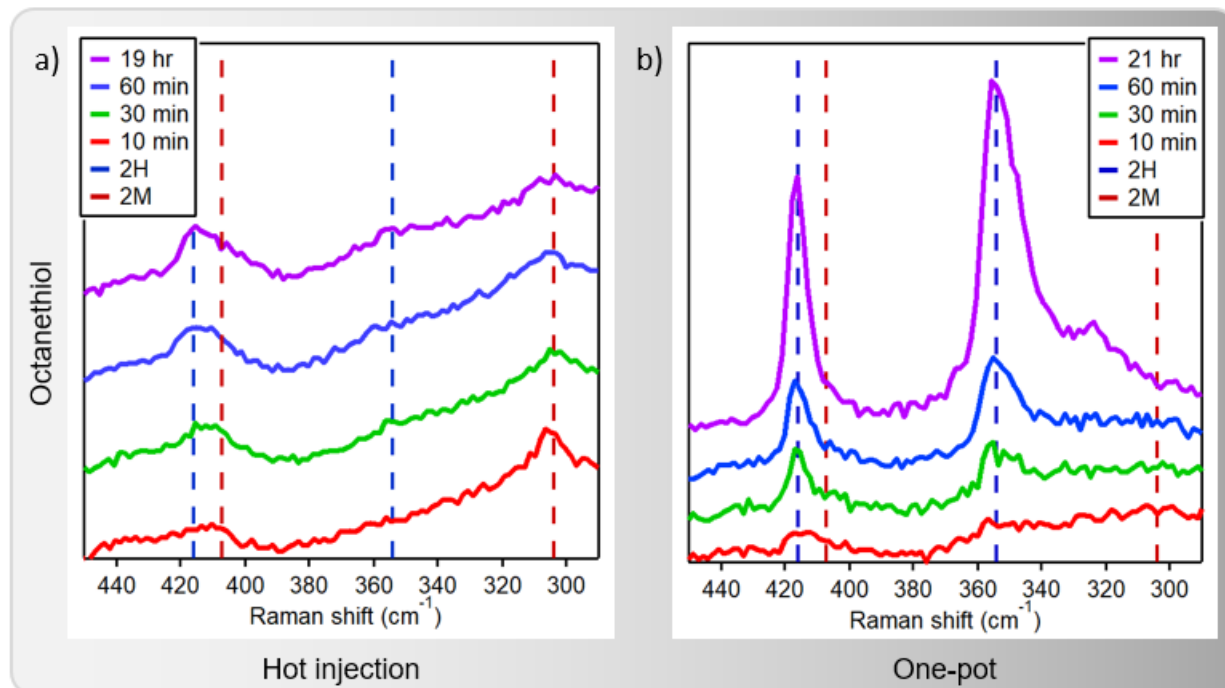 a)
19 hr
60 min
30 min
10 min
2H
2M
Octanethiol
440 420 400 380 360 340 320 300
Raman shift (cm⁻¹)
Hot injection
b)
21 hr
60 min
30 min
10 min
2H
2M
440 420 400 380 360 340 320 300
Raman shift (cm⁻¹)
One-pot